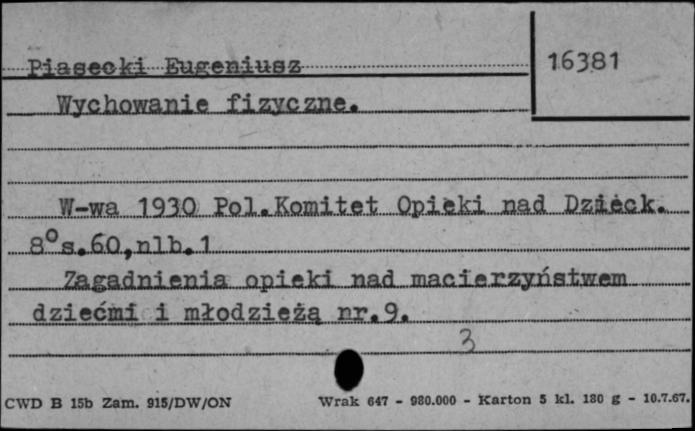 Piasecki Eugeniusz
16381
Wychowanie fizyczne.
W-wa 1930 Pol.Komitet Opieki nad Dzieck.
8° s.60,nlb.1
Zagadnienia opieki nad macierzyństwem
dziećmi i młodzieżą nr.9.
3
CWD B 15b Zam. 915/DW/ON
Wrak 647 - 980.000 - Karton 5 kl. 180 g - 10.7.67.